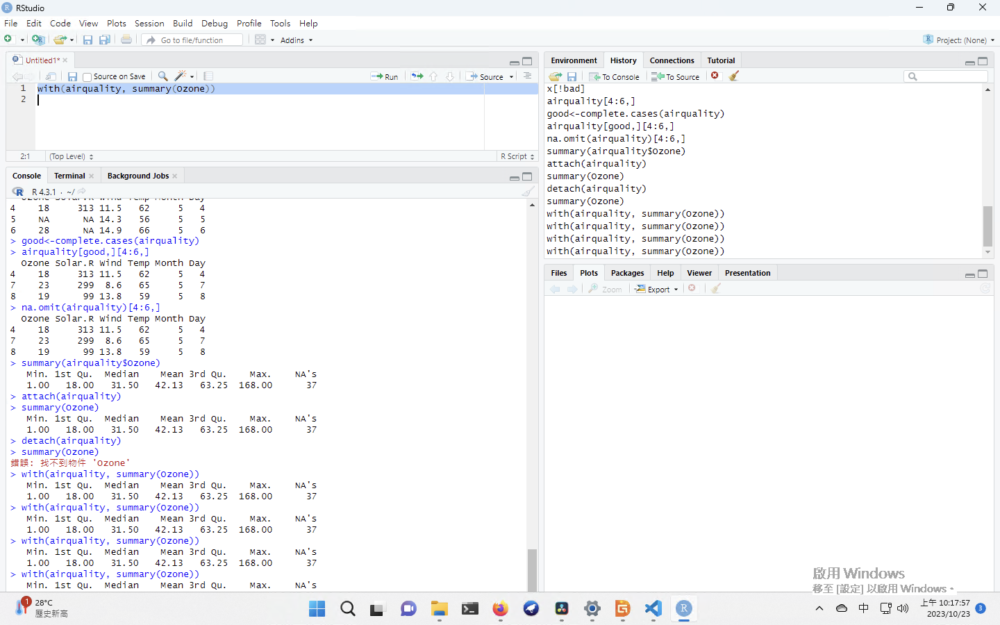 RStudio
File Edit Code View Plots Session Build Debug Profile Tools Help
Go to file/function Addins Project: (None)
Untitled1*
Source on Save Run Source
1 with(airquality, summary(Ozone))
2
2:1 (Top Level) R Script
Console Terminal Background Jobs
R 4.3.1 · ~/
Ozone Solar.R Wind Temp Month Day
4 18 313 11.5 62 5 4
5 NA NA 14.3 56 5 5
6 28 NA 14.9 66 5 6
> good<-complete.cases(airquality)
> airquality[good,][4:6,]
Ozone Solar.R Wind Temp Month Day
4 18 313 11.5 62 5 4
7 23 299 8.6 65 5 7
8 19 99 13.8 59 5 8
> na.omit(airquality)[4:6,]
Ozone Solar.R Wind Temp Month Day
4 18 313 11.5 62 5 4
7 23 299 8.6 65 5 7
8 19 99 13.8 59 5 8
> summary(airquality$Ozone)
Min. 1st Qu. Median Mean 3rd Qu. Max. NA's
1.00 18.00 31.50 42.13 63.25 168.00 37
> attach(airquality)
> summary(Ozone)
Min. 1st Qu. Median Mean 3rd Qu. Max. NA's
1.00 18.00 31.50 42.13 63.25 168.00 37
> detach(airquality)
> summary(Ozone)
錯誤: 找不到物件 'Ozone'
> with(airquality, summary(Ozone))
Min. 1st Qu. Median Mean 3rd Qu. Max. NA's
1.00 18.00 31.50 42.13 63.25 168.00 37
> with(airquality, summary(Ozone))
Min. 1st Qu. Median Mean 3rd Qu. Max. NA's
1.00 18.00 31.50 42.13 63.25 168.00 37
> with(airquality, summary(Ozone))
Min. 1st Qu. Median Mean 3rd Qu. Max. NA's
1.00 18.00 31.50 42.13 63.25 168.00 37
> with(airquality, summary(Ozone))
Min. 1st Qu. Median Mean 3rd Qu. Max. NA's
Environment History Connections Tutorial
To Console To Source
x[!bad]
airquality[4:6,]
good<-complete.cases(airquality)
airquality[good,][4:6,]
na.omit(airquality)[4:6,]
summary(airquality$Ozone)
attach(airquality)
summary(Ozone)
detach(airquality)
summary(Ozone)
with(airquality, summary(Ozone))
with(airquality, summary(Ozone))
with(airquality, summary(Ozone))
with(airquality, summary(Ozone))
Files Plots Packages Help Viewer Presentation
Zoom Export
啟用 Windows
移至 [設定] 以啟用 Windows。
1
28°C
歷史新高
中
上午 10:17:57
2023/10/23
3